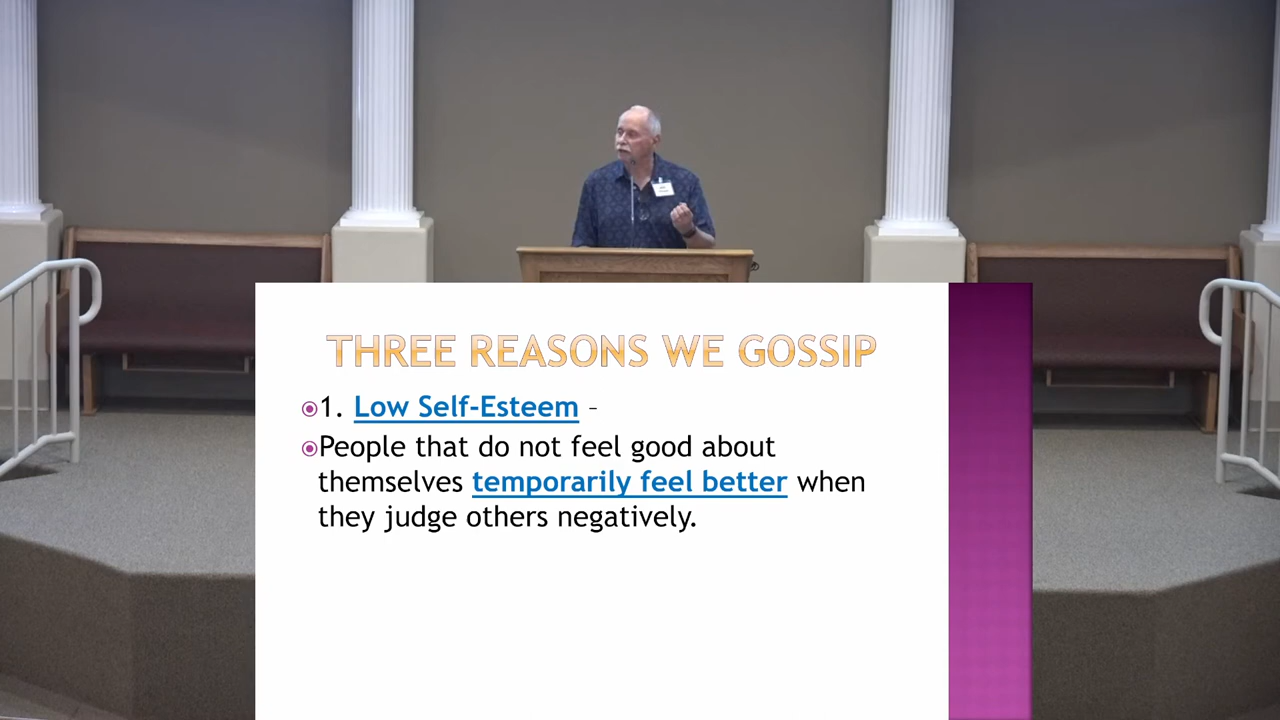 THREE REASONS WE GOSSIP
1. Low Self-Esteem –
People that do not feel good about
themselves temporarily feel better when
they judge others negatively.